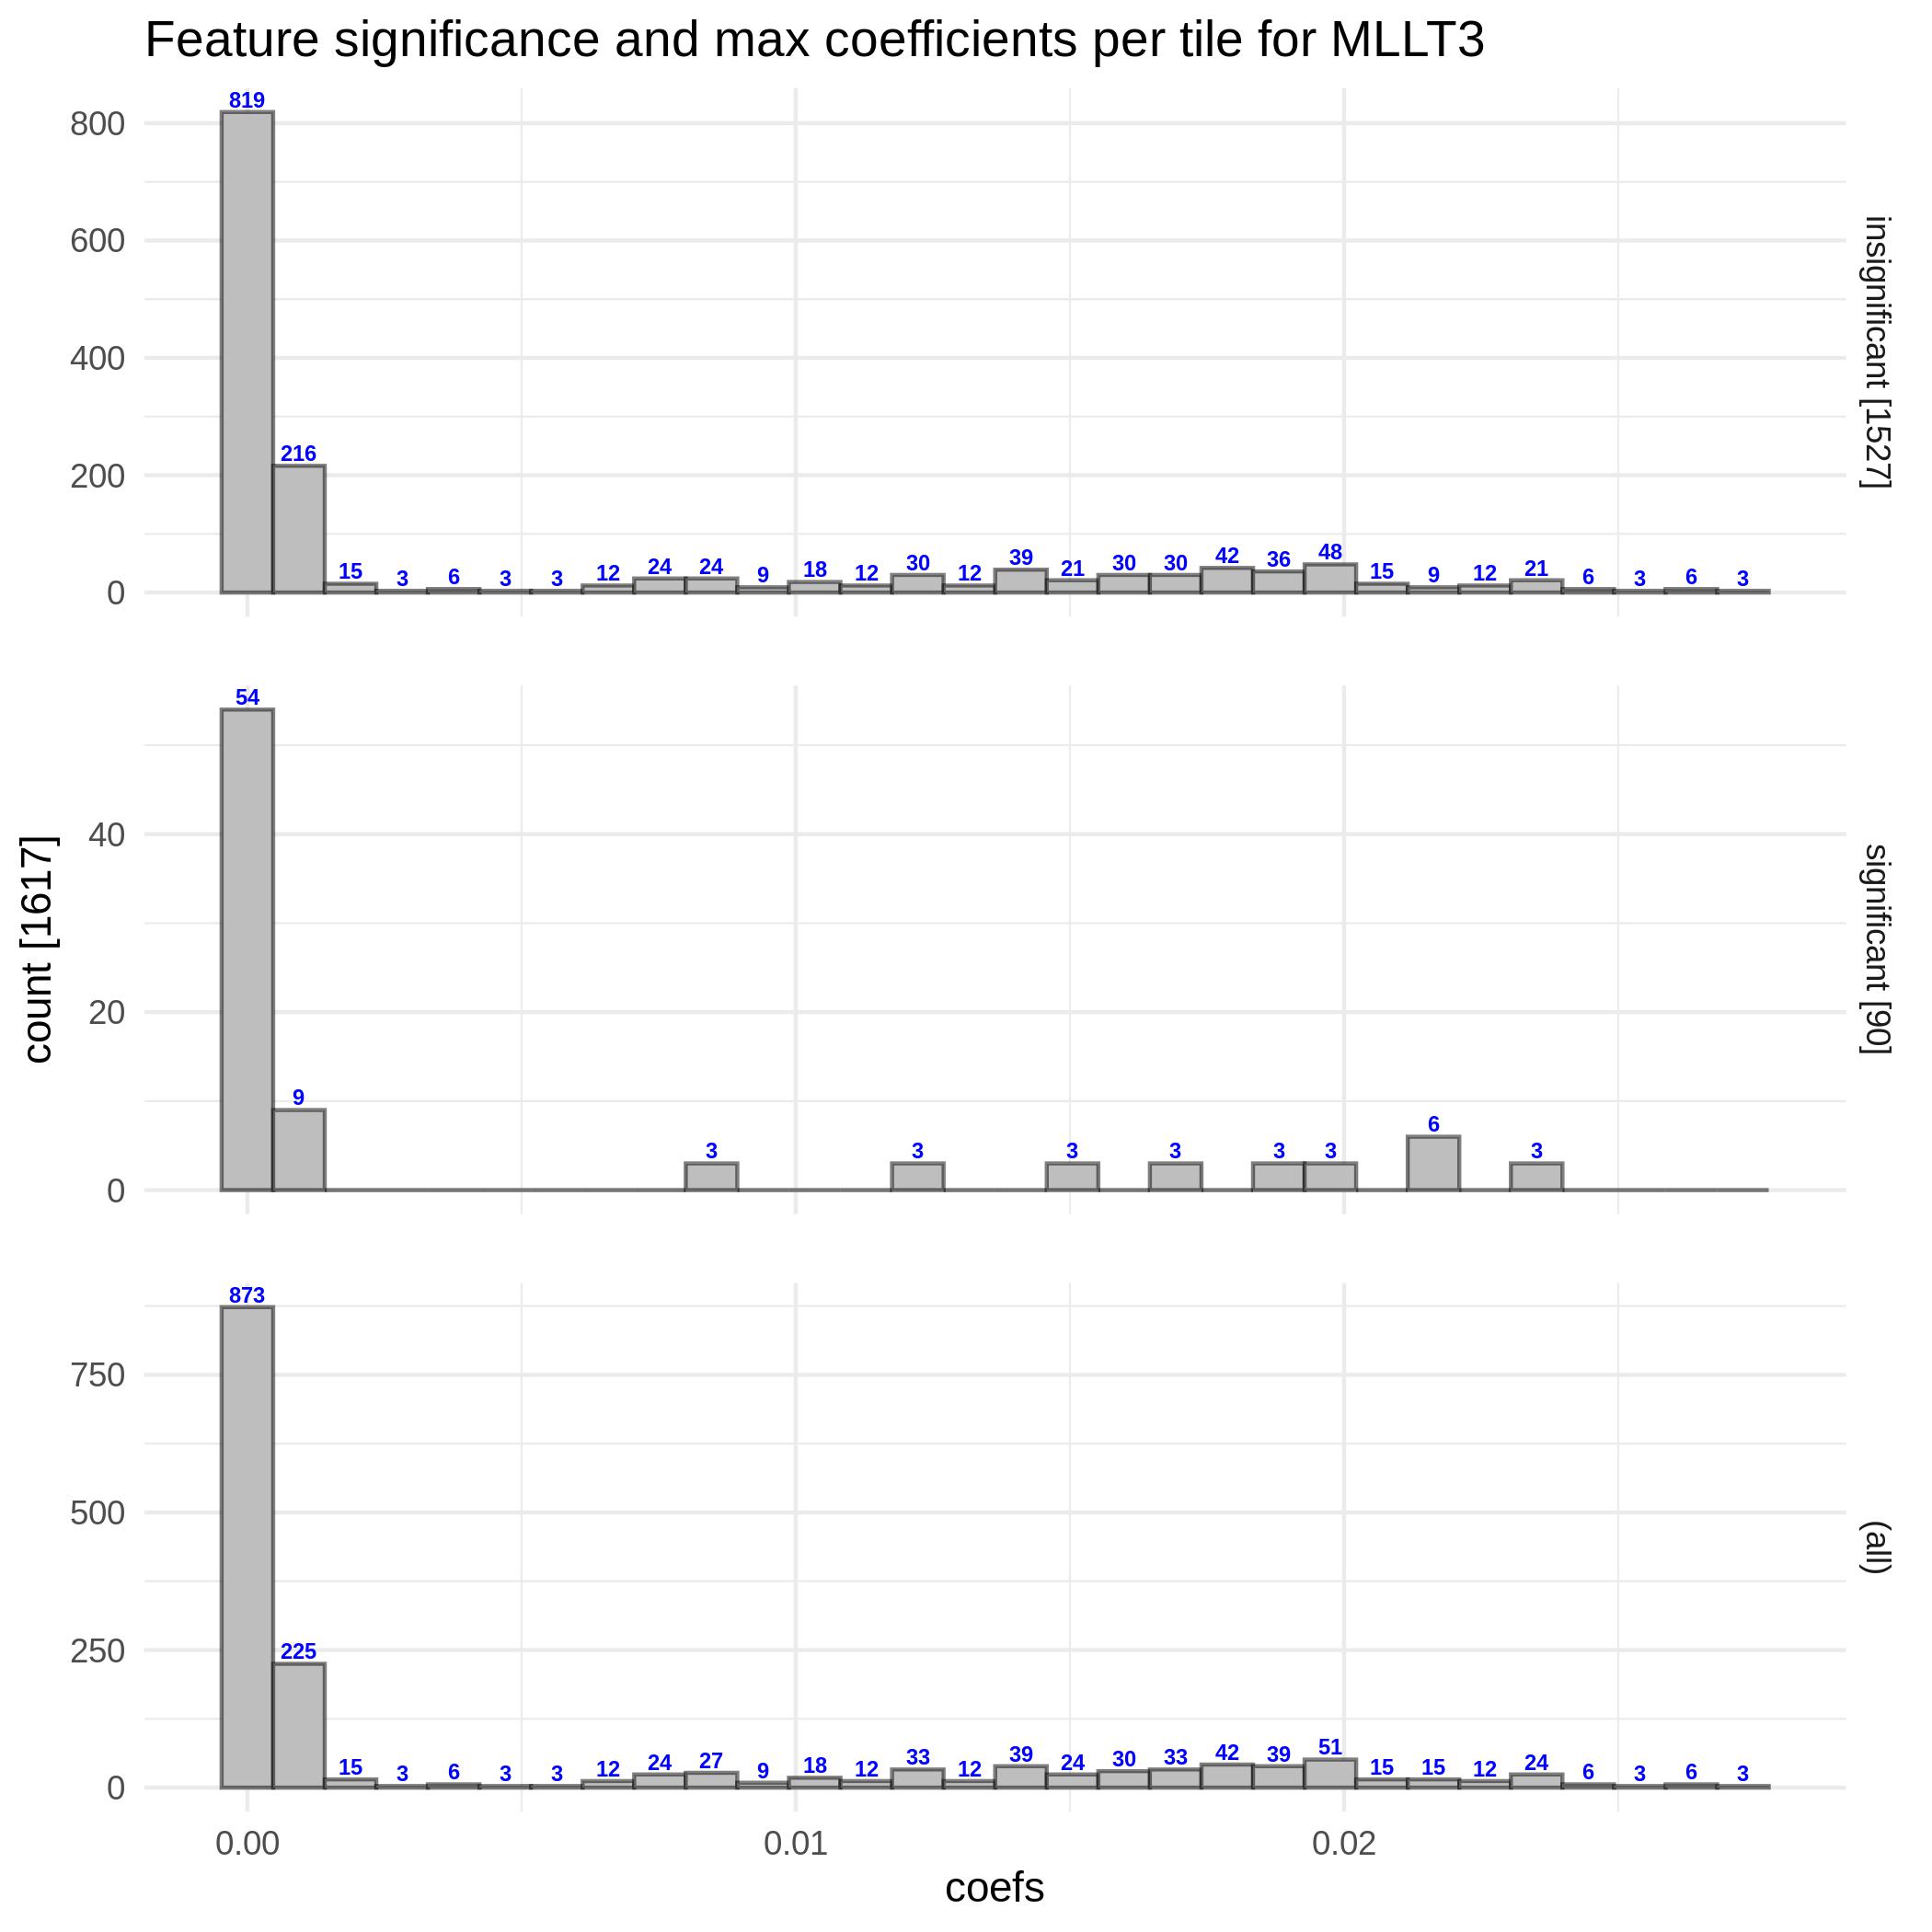 Feature significance and max coefficients per tile for MLLT3
819
800
600
400
216
200
15 3 6 3 3 12 24 24 9 18 12 30 12 39 21 30 30 42 36 48 15 9 12 21 6 3 6 3
0
insignificant [1527]
54
40
20
9
3 3 3 3 3 3 6 3
0
significant [90]
count [1617]
873
750
500
250
225
15 3 6 3 3 12 24 27 9 18 12 33 12 39 24 30 33 42 39 51 15 15 12 24 6 3 6 3
0
(all)
0.00 0.01 0.02
coefs